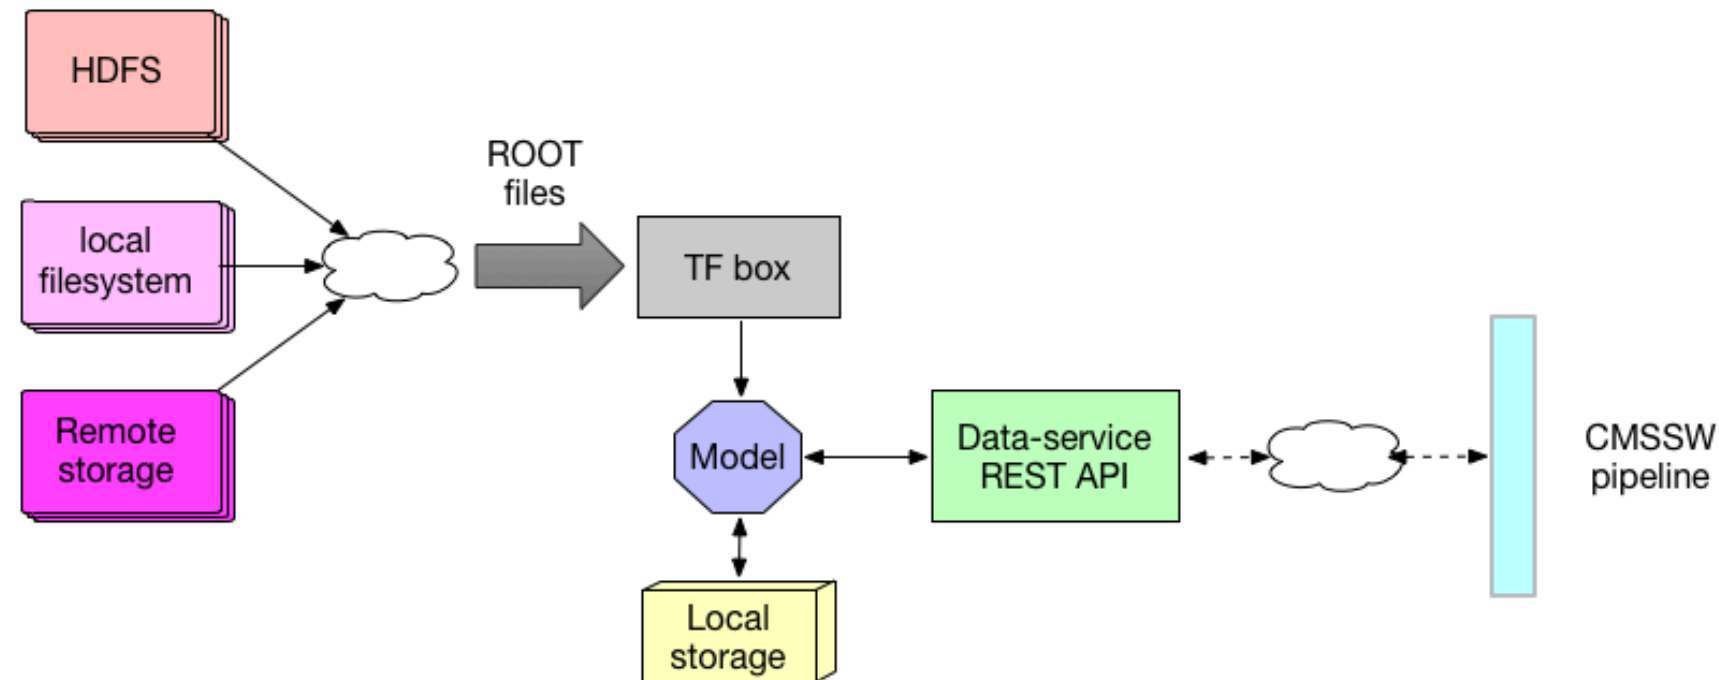 HDFS
ROOT
files
local
filesystem
TF box
Remote
storage
Model
Data-service
REST API
CMSSW
pipeline
Local
storage